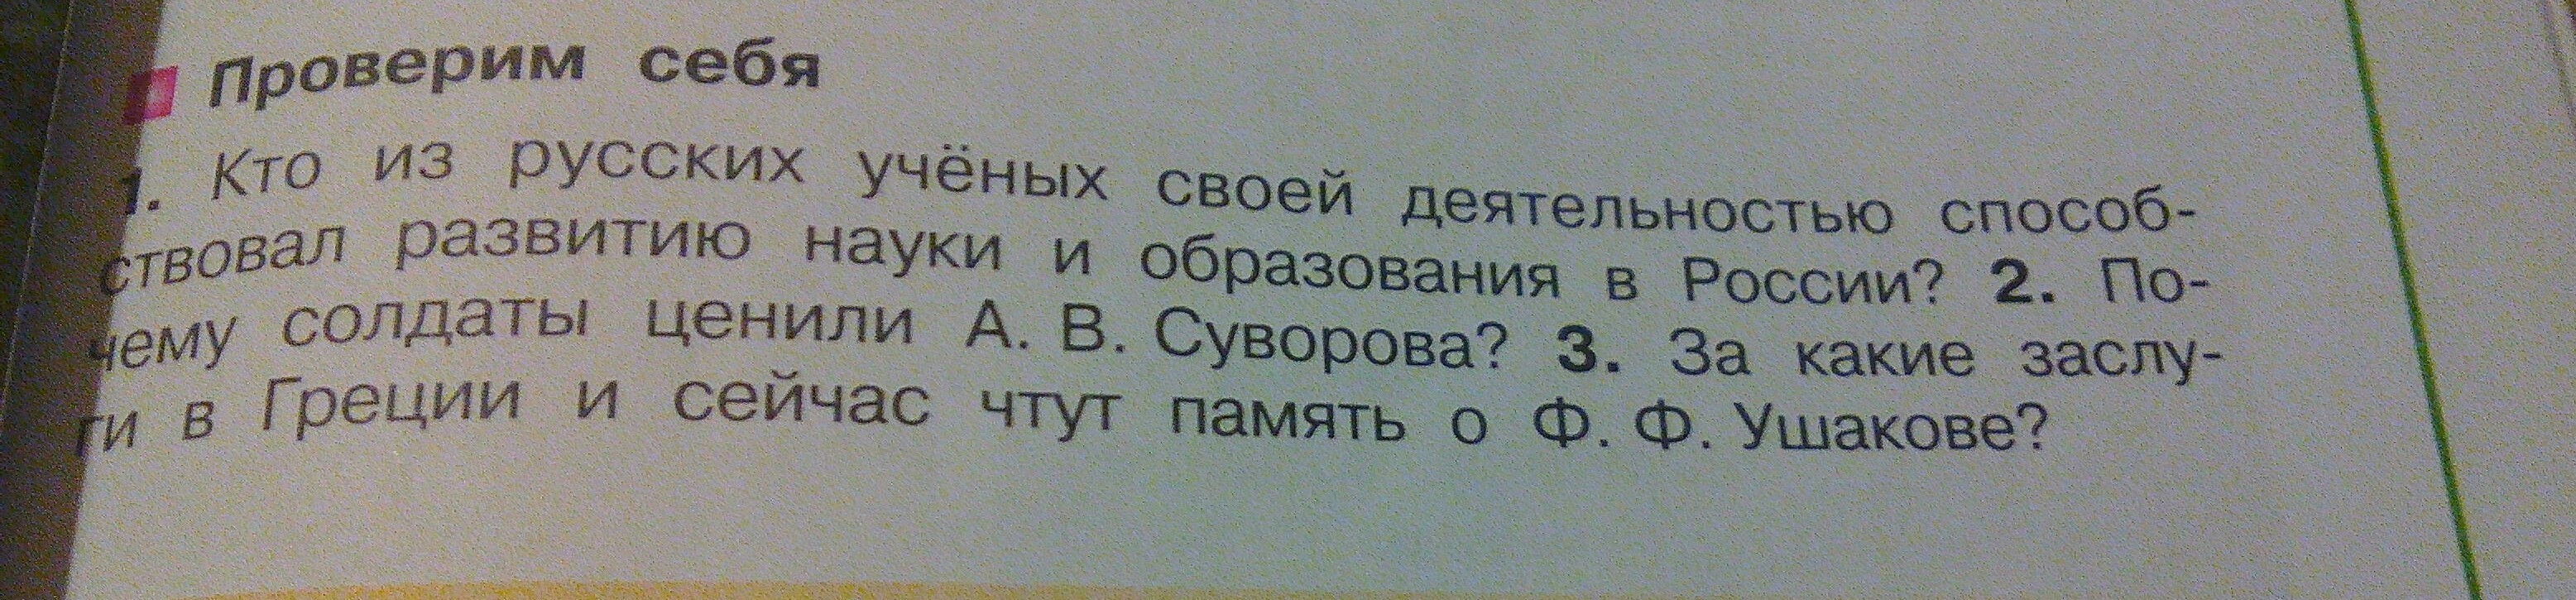 Проверим себя
1. Кто из русских учёных своей деятельностью способ-
ствовал развитию науки и образования в России? 2. По-
чему солдаты ценили А. В. Суворова? 3. За какие заслу-
ги в Греции и сейчас чтут память о Ф. Ф. Ушакове?